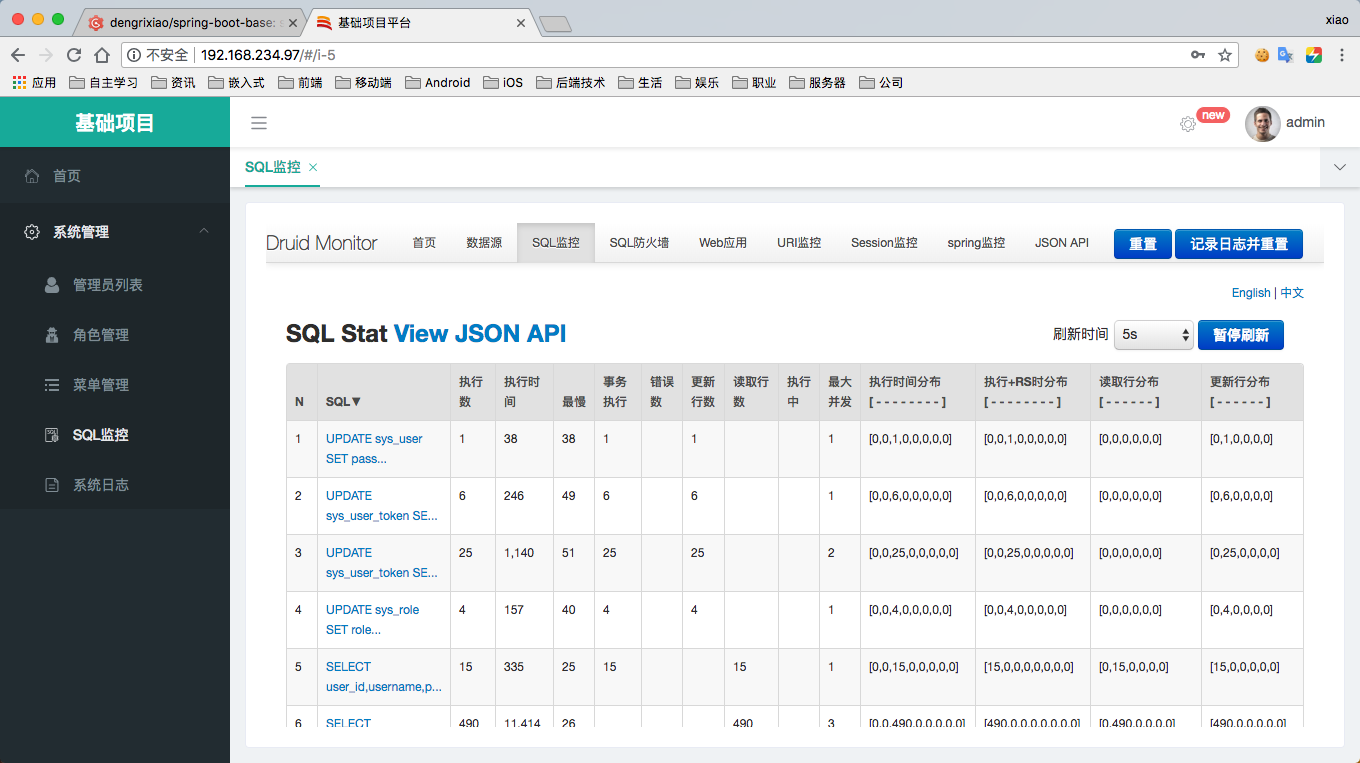 dengrixiao/spring-boot-base:
基础项目平台
xiao
不安全 192.168.234.97/#/i-5
应用 自主学习 资讯 嵌入式 前端 移动端 Android iOS 后端技术 生活 娱乐 职业 服务器 公司
基础项目
new
admin
首页
系统管理
管理员列表
角色管理
菜单管理
SQL监控
系统日志
SQL监控
Druid Monitor 首页 数据源 SQL监控 SQL防火墙 Web应用 URI监控 Session监控 spring监控 JSON API 重置 记录日志并重置
English | 中文
SQL Stat View JSON API 刷新时间 5s 暂停刷新
N SQL▼ 执行数 执行时间 最慢 事务执行 错误数 更新行数 读取行数 执行中 最大并发 执行时间分布 [ - - - - - - - - ] 执行+RS时分布 [ - - - - - - - - ] 读取行分布 [ - - - - - - ] 更新行分布 [ - - - - - - ]
1 UPDATE sys_user SET pass... 1 38 38 1 1 1 [0,0,1,0,0,0,0,0] [0,0,1,0,0,0,0,0] [0,0,0,0,0,0] [0,1,0,0,0,0]
2 UPDATE sys_user_token SE... 6 246 49 6 6 1 [0,0,6,0,0,0,0,0] [0,0,6,0,0,0,0,0] [0,0,0,0,0,0] [0,6,0,0,0,0]
3 UPDATE sys_user_token SE... 25 1,140 51 25 25 2 [0,0,25,0,0,0,0,0] [0,0,25,0,0,0,0,0] [0,0,0,0,0,0] [0,25,0,0,0,0]
4 UPDATE sys_role SET role... 4 157 40 4 4 1 [0,0,4,0,0,0,0,0] [0,0,4,0,0,0,0,0] [0,0,0,0,0,0] [0,4,0,0,0,0]
5 SELECT user_id,username,p... 15 335 25 15 15 1 [0,0,15,0,0,0,0,0] [15,0,0,0,0,0,0,0] [0,15,0,0,0,0] [15,0,0,0,0,0]
6 SELECT 490 11,414 26 490 3 [0,0,490,0,0,0,0,0] [490,0,0,0,0,0,0,0] [0,490,0,0,0,0] [490,0,0,0,0,0]